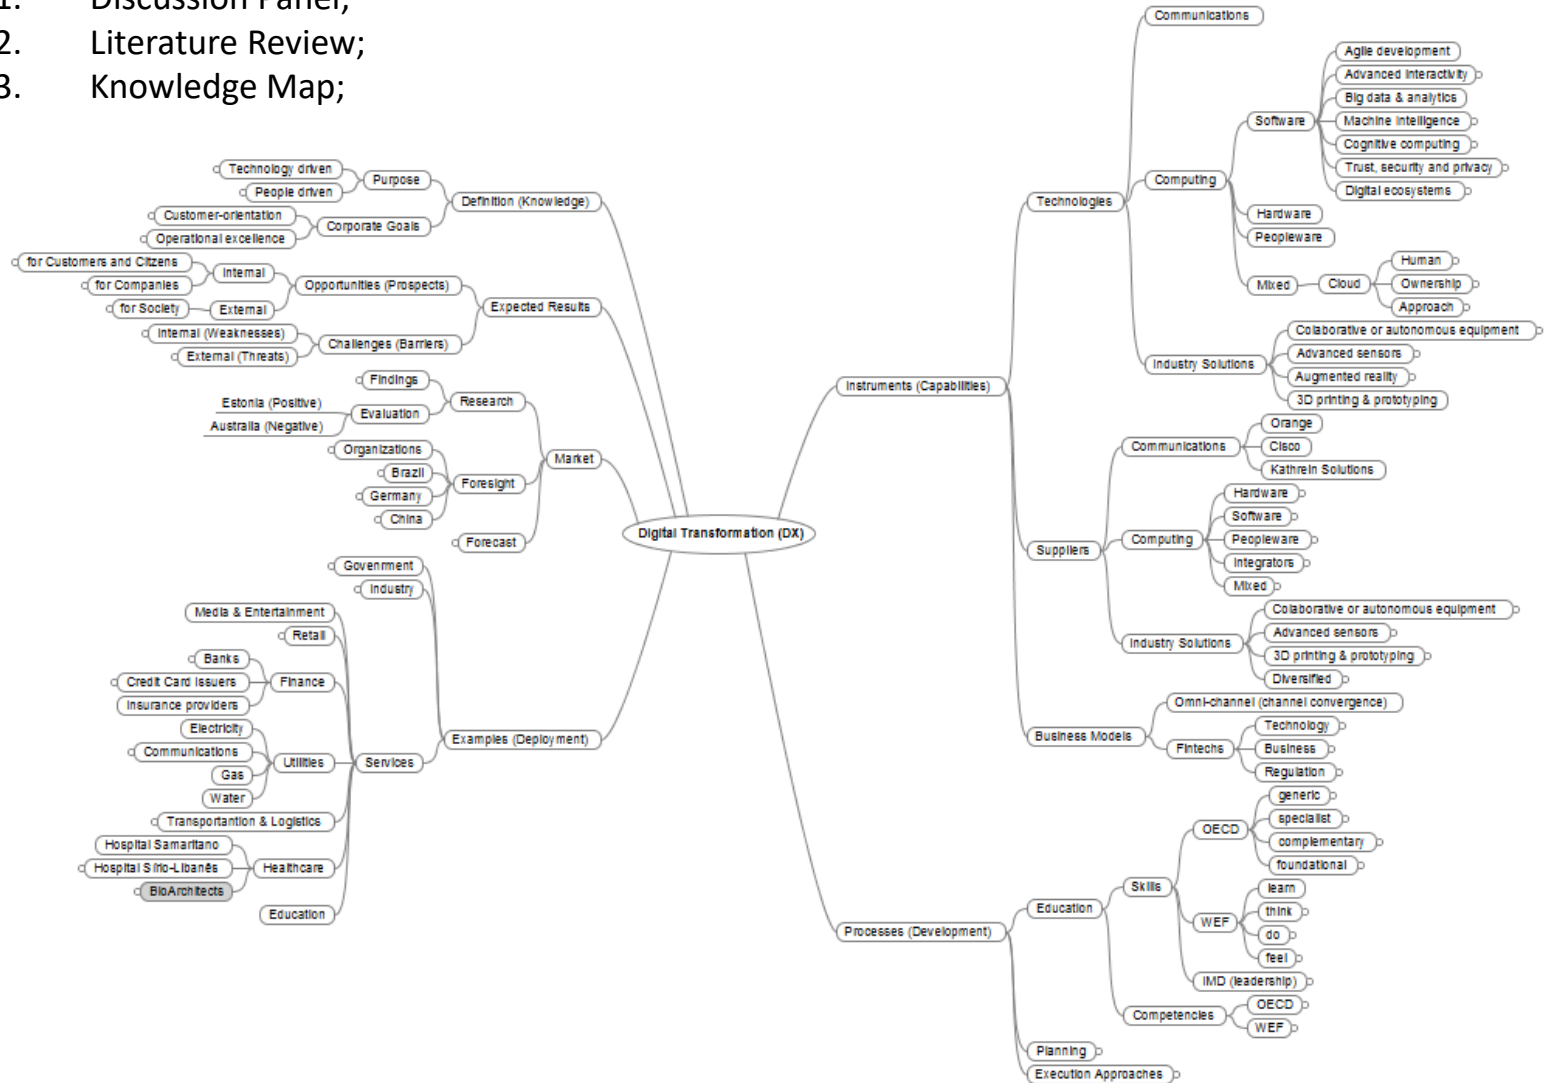 1. Discussion Panel;
2. Literature Review;
3. Knowledge Map;
Digital Transformation (DX)
Definition (Knowledge)
Purpose
Technology driven
People driven
Corporate Goals
Customer-orientation
Operational excellence
Expected Results
Opportunities (Prospects)
Internal
for Customers and Citzens
for Companies
External
for Society
Challenges (Barriers)
Internal (Weaknesses)
External (Threats)
Market
Research
Findings
Evaluation
Estonia (Positive)
Australia (Negative)
Foresight
Organizations
Brazil
Germany
China
Forecast
Examples (Deployment)
Government
Industry
Services
Media & Entertainment
Retail
Finance
Banks
Credit Card Issuers
Insurance providers
Utilities
Electricity
Communications
Gas
Water
Transportantion & Logistics
Healthcare
Hospital Samaritano
Hospital Sírio-Libanês
BioArchitects
Education
Instruments (Capabilities)
Technologies
Communications
Computing
Software
Agile development
Advanced Interactivity
Big data & analytics
Machine Intelligence
Cognitive computing
Trust, security and privacy
Digital ecosystems
Hardware
Peopleware
Mixed
Cloud
Human
Ownership
Approach
Industry Solutions
Colaborative or autonomous equipment
Advanced sensors
Augmented reality
3D printing & prototyping
Suppliers
Communications
Orange
Cisco
Kathrein Solutions
Computing
Hardware
Software
Peopleware
Integrators
Mixed
Industry Solutions
Colaborative or autonomous equipment
Advanced sensors
3D printing & prototyping
Diversified
Business Models
Omni-channel (channel convergence)
Fintechs
Technology
Business
Regulation
Processes (Development)
Education
Skills
OECD
generic
specialist
complementary
foundational
WEF
learn
think
do
feel
IMD (leadership)
Competencies
OECD
WEF
Planning
Execution Approaches